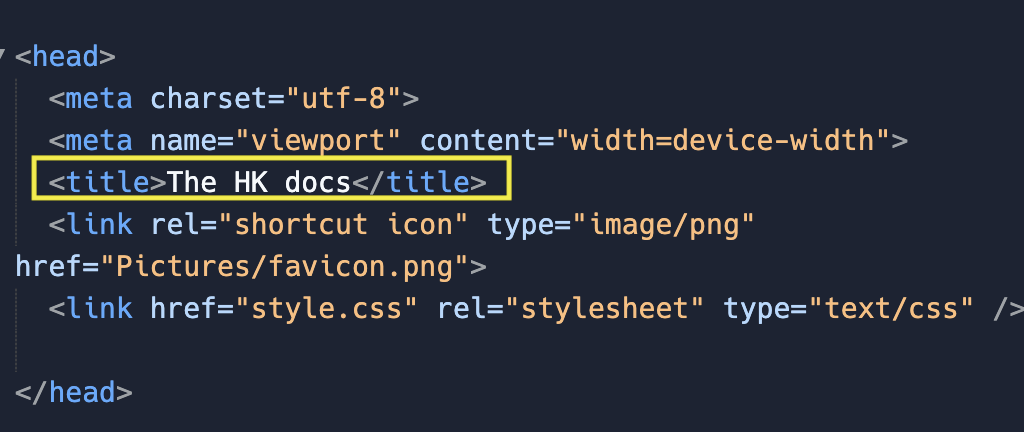 <head>
<meta charset="utf-8">
<meta name="viewport" content="width=device-width">
<title>The HK docs</title>
<link rel="shortcut icon" type="image/png"
href="Pictures/favicon.png">
<link href="style.css" rel="stylesheet" type="text/css" />
</head>